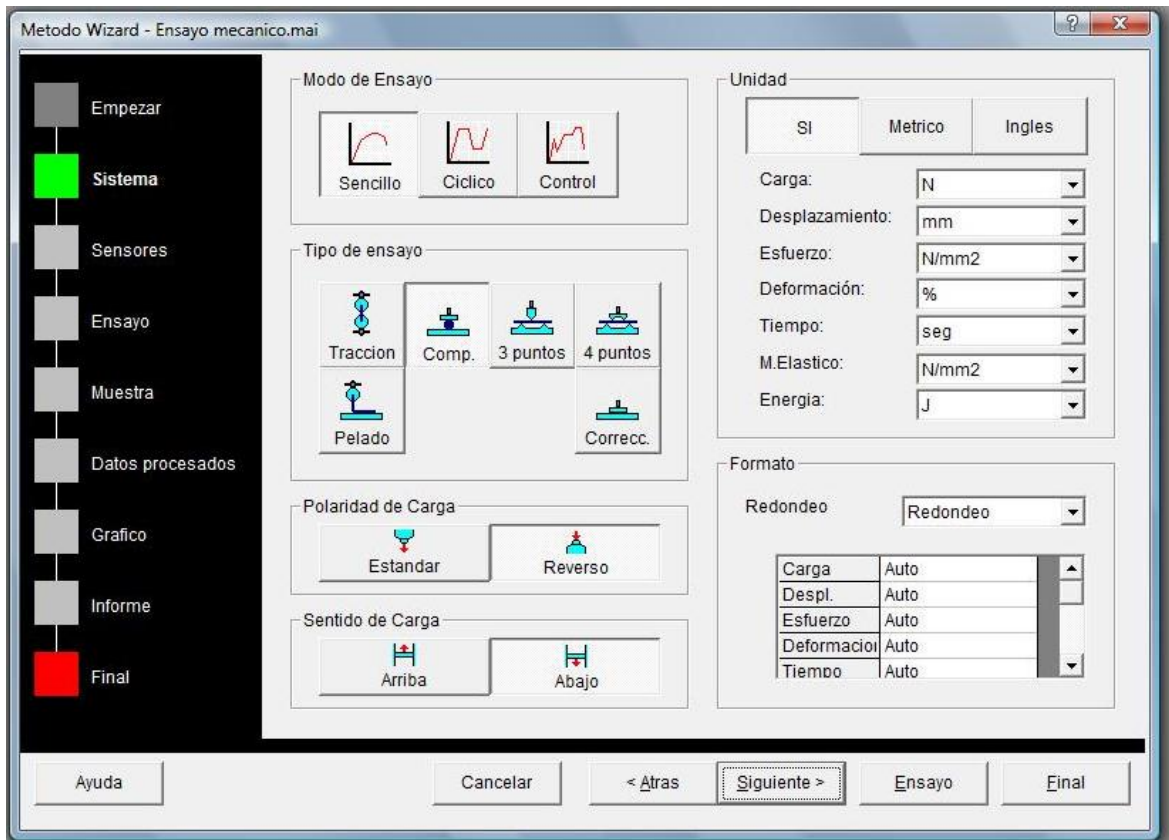 Metodo Wizard - Ensayo mecanico.mai
Empezar
Sistema
Sensores
Ensayo
Muestra
Datos procesados
Grafico
Informe
Final
Modo de Ensayo
Sencillo
Ciclico
Control
Tipo de ensayo
Traccion
Comp.
3 puntos
4 puntos
Pelado
Correcc.
Polaridad de Carga
Estandar
Reverso
Sentido de Carga
Arriba
Abajo
Unidad
SI
Metrico
Ingles
Carga: N
Desplazamiento: mm
Esfuerzo: N/mm2
Deformación: %
Tiempo: seg
M.Elastico: N/mm2
Energia: J
Formato
Redondeo Redondeo
Carga Auto
Despl. Auto
Esfuerzo Auto
Deformacion Auto
Tiempo Auto
Ayuda
Cancelar
< Atras
Siguiente >
Ensayo
Final